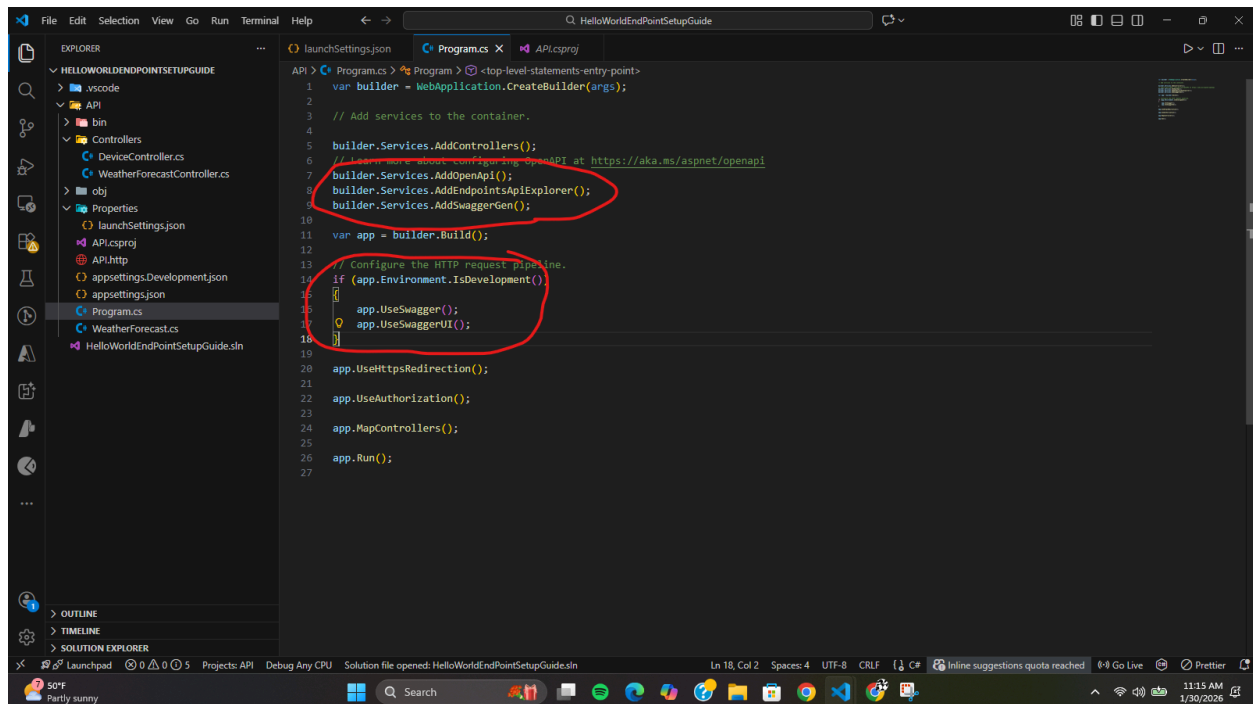 File Edit Selection View Go Run Terminal Help
HelloWorldEndPointSetupGuide
EXPLORER
HELLOWORLDENDPOINTSETUPGUIDE
.vscode
API
bin
Controllers
DeviceController.cs
WeatherForecastController.cs
obj
Properties
launchSettings.json
API.csproj
API.http
appsettings.Development.json
appsettings.json
Program.cs
WeatherForecast.cs
HelloWorldEndPointSetupGuide.sln
OUTLINE
TIMELINE
SOLUTION EXPLORER
launchSettings.json Program.cs API.csproj
API > Program.cs > Program > <top-level-statements-entry-point>
1 var builder = WebApplication.CreateBuilder(args);
2
3 // Add services to the container.
4
5 builder.Services.AddControllers();
6 // Learn more about configuring OpenAPI at https://aka.ms/aspnet/openapi
7 builder.Services.AddOpenApi();
8 builder.Services.AddEndpointsApiExplorer();
9 builder.Services.AddSwaggerGen();
10
11 var app = builder.Build();
12
13 // Configure the HTTP request pipeline.
14 if (app.Environment.IsDevelopment())
15 {
16 app.UseSwagger();
17 app.UseSwaggerUI();
18 }
19
20 app.UseHttpsRedirection();
21
22 app.UseAuthorization();
23
24 app.MapControllers();
25
26 app.Run();
27
Launchpad 0 0 5 Projects: API Debug Any CPU Solution file opened: HelloWorldEndPointSetupGuide.sln Ln 18, Col 2 Spaces: 4 UTF-8 CRLF C# Inline suggestions quota reached Go Live Prettier
1
7
50°F
Partly sunny
Search
11:15 AM
1/30/2026